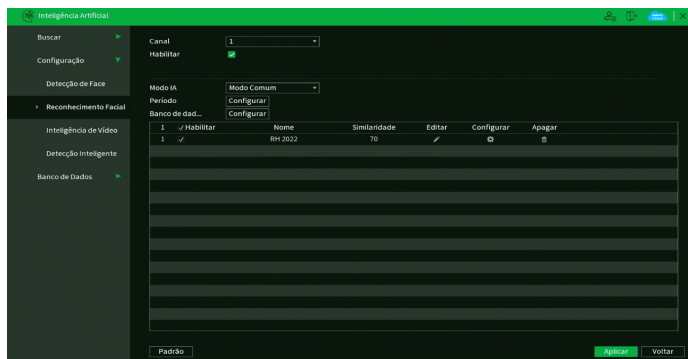 Inteligência Artificial
Buscar
Configuração
Detecção de Face
Reconhecimento Facial
Inteligência de Vídeo
Detecção Inteligente
Banco de Dados
Canal 1
Habilitar
Modo IA Modo Comum
Período Configurar
Banco de dad... Configurar
1 Habilitar Nome Similaridade Editar Configurar Apagar
1 RH 2022 70
Padrão Aplicar Voltar